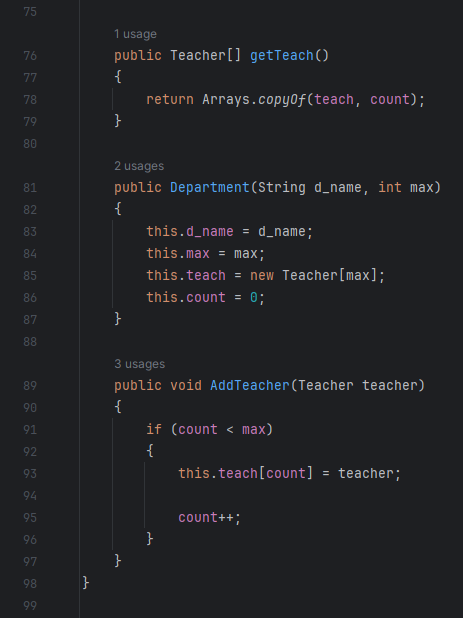 75
1 usage
76 public Teacher[] getTeach()
77 {
78 return Arrays.copyOf(teach, count);
79 }
80
2 usages
81 public Department(String d_name, int max)
82 {
83 this.d_name = d_name;
84 this.max = max;
85 this.teach = new Teacher[max];
86 this.count = 0;
87 }
88
3 usages
89 public void AddTeacher(Teacher teacher)
90 {
91 if (count < max)
92 {
93 this.teach[count] = teacher;
94
95 count++;
96 }
97 }
98 }
99